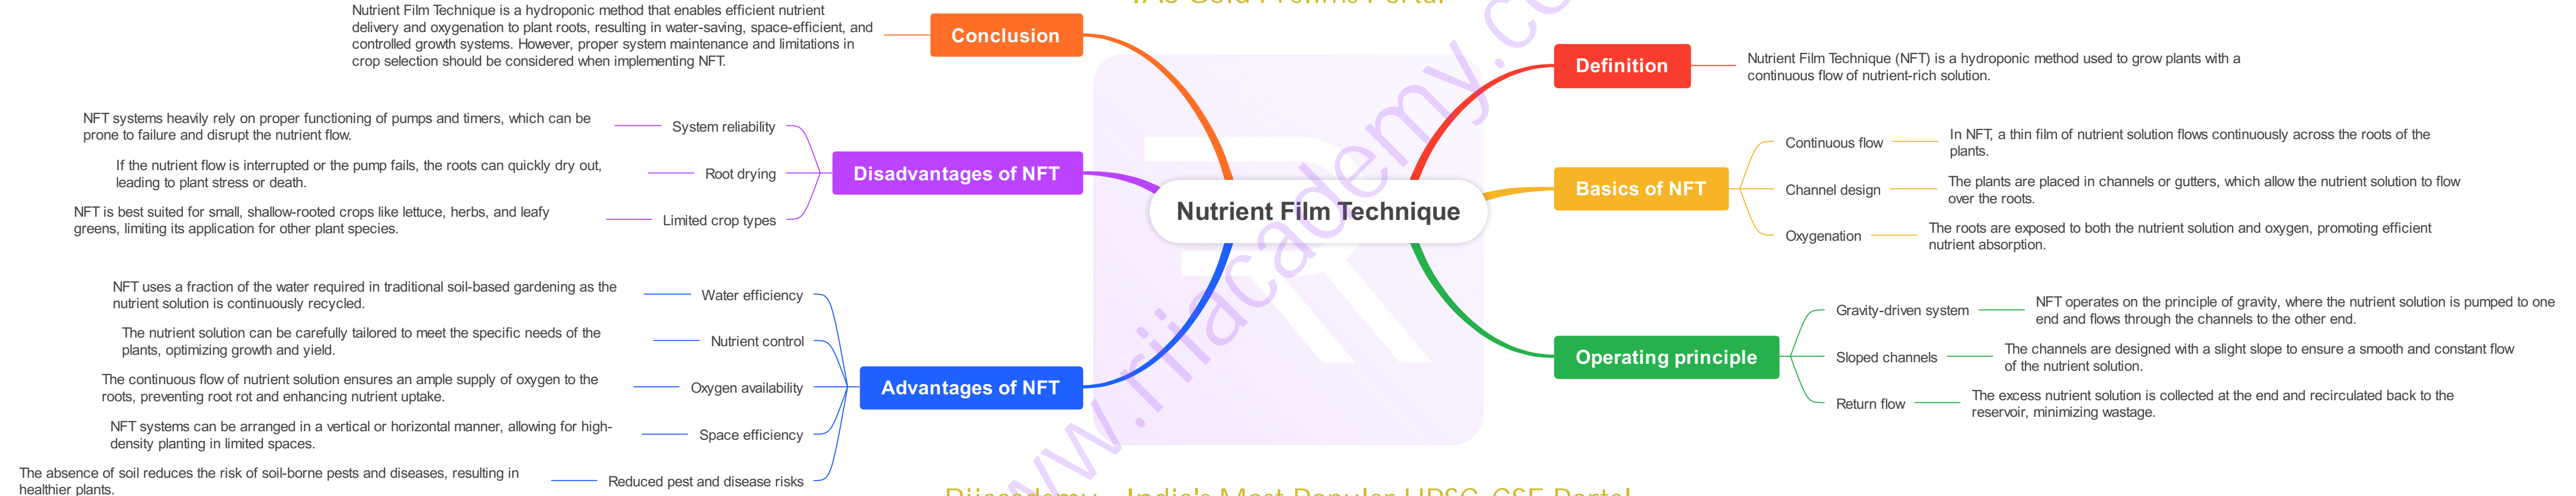 IAS Gold Prelims Portal
Nutrient Film Technique
Definition
Nutrient Film Technique (NFT) is a hydroponic method used to grow plants with a
continuous flow of nutrient-rich solution.
Basics of NFT
Continuous flow
In NFT, a thin film of nutrient solution flows continuously across the roots of the
plants.
Channel design
The plants are placed in channels or gutters, which allow the nutrient solution to flow
over the roots.
Oxygenation
The roots are exposed to both the nutrient solution and oxygen, promoting efficient
nutrient absorption.
Operating principle
Gravity-driven system
NFT operates on the principle of gravity, where the nutrient solution is pumped to one
end and flows through the channels to the other end.
Sloped channels
The channels are designed with a slight slope to ensure a smooth and constant flow
of the nutrient solution.
Return flow
The excess nutrient solution is collected at the end and recirculated back to the
reservoir, minimizing wastage.
Advantages of NFT
Water efficiency
NFT uses a fraction of the water required in traditional soil-based gardening as the
nutrient solution is continuously recycled.
Nutrient control
The nutrient solution can be carefully tailored to meet the specific needs of the
plants, optimizing growth and yield.
Oxygen availability
The continuous flow of nutrient solution ensures an ample supply of oxygen to the
roots, preventing root rot and enhancing nutrient uptake.
Space efficiency
NFT systems can be arranged in a vertical or horizontal manner, allowing for high-
density planting in limited spaces.
Reduced pest and disease risks
The absence of soil reduces the risk of soil-borne pests and diseases, resulting in
healthier plants.
Disadvantages of NFT
System reliability
NFT systems heavily rely on proper functioning of pumps and timers, which can be
prone to failure and disrupt the nutrient flow.
Root drying
If the nutrient flow is interrupted or the pump fails, the roots can quickly dry out,
leading to plant stress or death.
Limited crop types
NFT is best suited for small, shallow-rooted crops like lettuce, herbs, and leafy
greens, limiting its application for other plant species.
Conclusion
Nutrient Film Technique is a hydroponic method that enables efficient nutrient
delivery and oxygenation to plant roots, resulting in water-saving, space-efficient, and
controlled growth systems. However, proper system maintenance and limitations in
crop selection should be considered when implementing NFT.
Rijacademy - India's Most Popular UPSC-CSE Portal